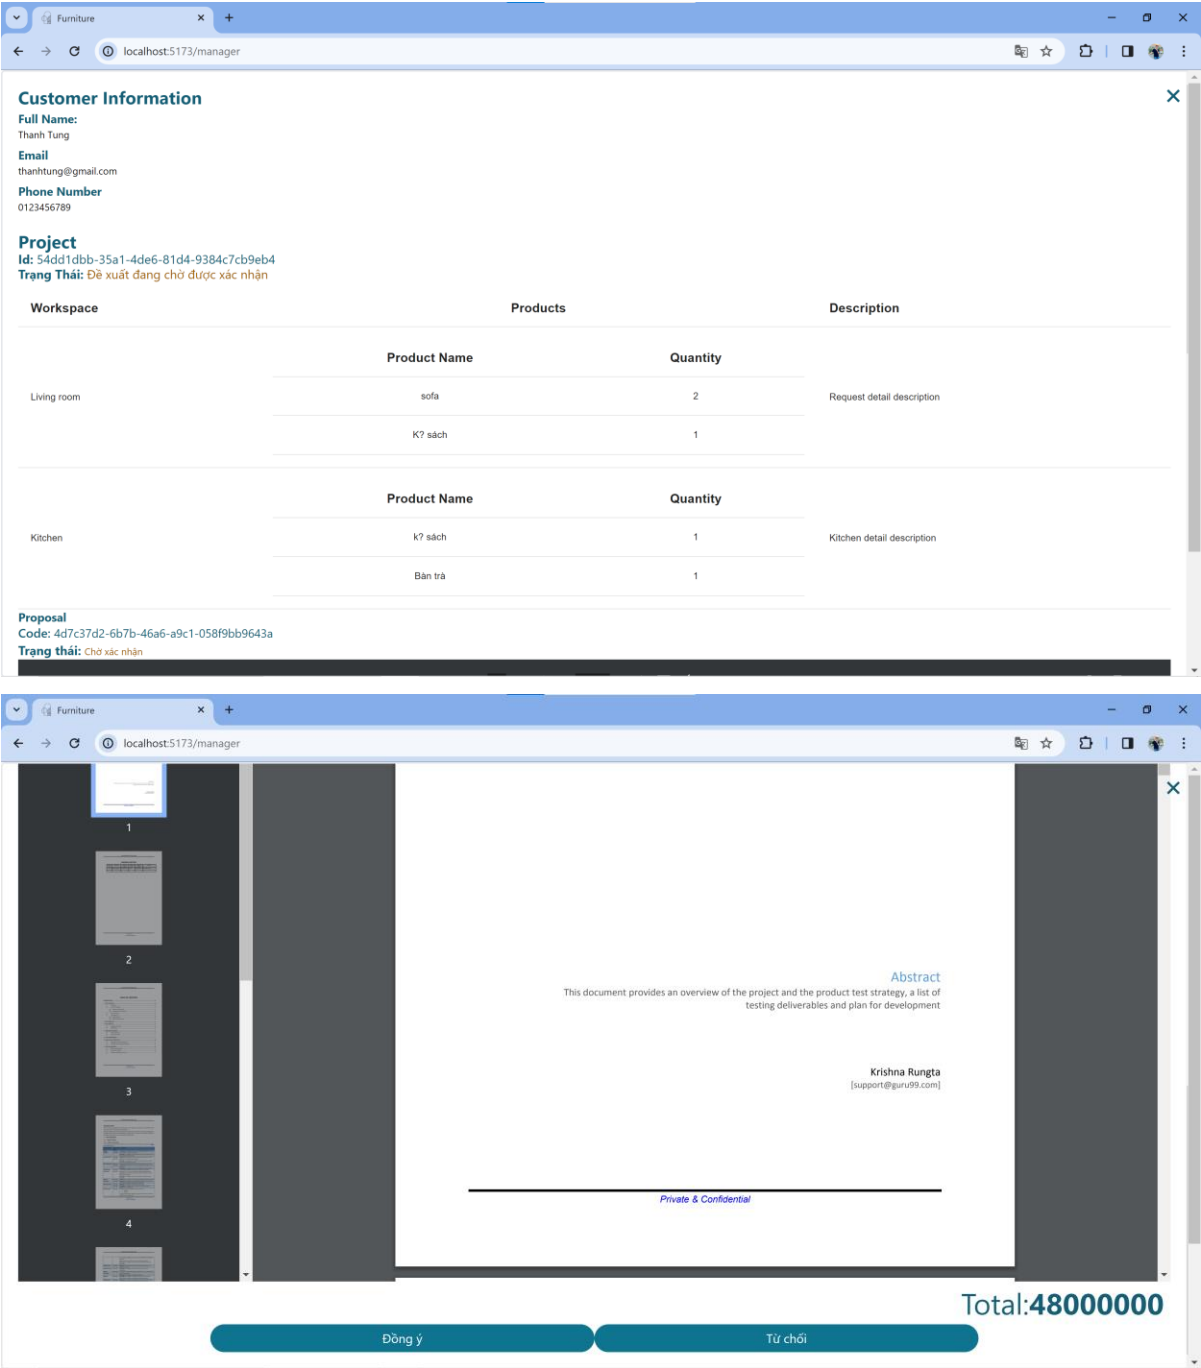 Furniture
localhost:5173/manager
Customer Information
Full Name:
Thanh Tung
Email
thanhtung@gmail.com
Phone Number
0123456789
Project
Id: 54dd1dbb-35a1-4de6-81d4-9384c7cb9eb4
Trạng Thái: Đề xuất đang chờ được xác nhận
Workspace Products Description
Product Name Quantity
Living room sofa 2 Request detail description
K? sách 1
Product Name Quantity
Kitchen k? sách 1 Kitchen detail description
Bàn trà 1
Proposal
Code: 4d7c37d2-6b7b-46a6-a9c1-058f9bb9643a
Trạng thái: Chờ xác nhận
Furniture
localhost:5173/manager
1
2
3
4
Abstract
This document provides an overview of the project and the product test strategy, a list of
testing deliverables and plan for development
Krishna Rungta
[support@guru99.com]
Private & Confidential
Total:48000000
Đồng ý Từ chối